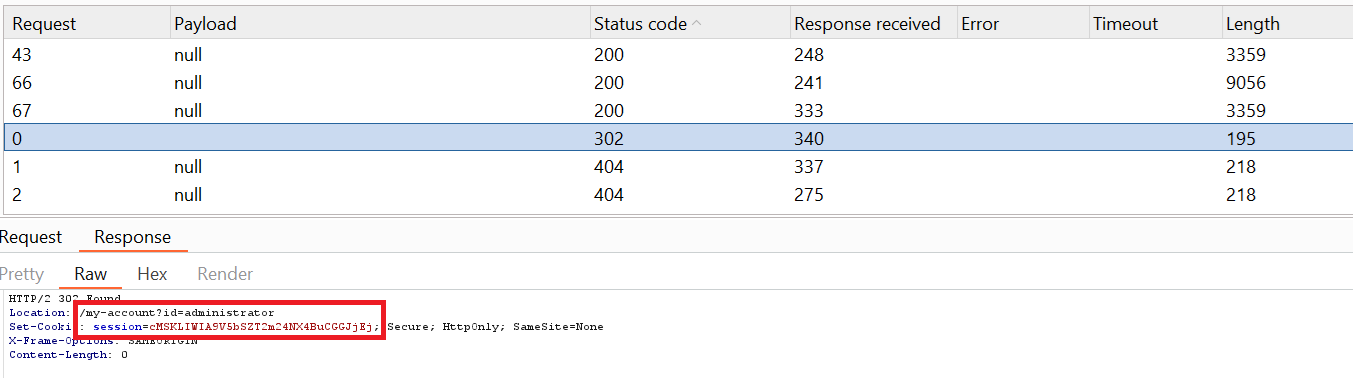 Request Payload Status code Response received Error Timeout Length
43 null 200 248 3359
66 null 200 241 9056
67 null 200 333 3359
0 302 340 195
1 null 404 337 218
2 null 404 275 218
Request Response
Pretty Raw Hex Render
HTTP/2 302 Found
Location: /my-account?id=administrator
Set-Cookie: session=cMSKLIWIA9V5bSZT2m24NX4BuCGGJjEj; Secure; HttpOnly; SameSite=None
X-Frame-Options: SAMEORIGIN
Content-Length: 0